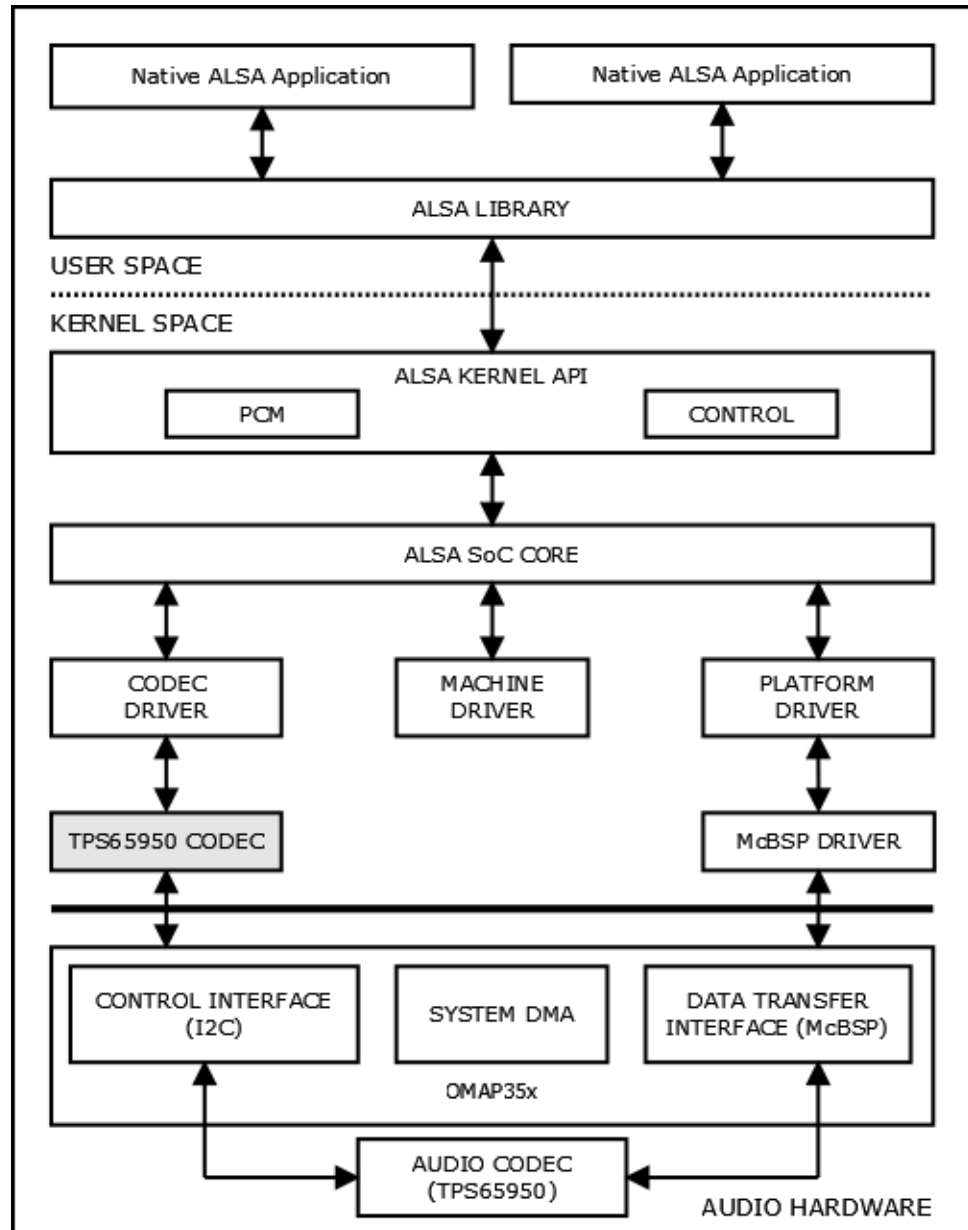 Native ALSA Application
Native ALSA Application
ALSA LIBRARY
USER SPACE
KERNEL SPACE
ALSA KERNEL API
PCM
CONTROL
ALSA SoC CORE
CODEC
DRIVER
MACHINE
DRIVER
PLATFORM
DRIVER
TPS65950 CODEC
McBSP DRIVER
CONTROL INTERFACE
(I2C)
SYSTEM DMA
DATA TRANSFER
INTERFACE (McBSP)
OMAP35x
AUDIO CODEC
(TPS65950)
AUDIO HARDWARE